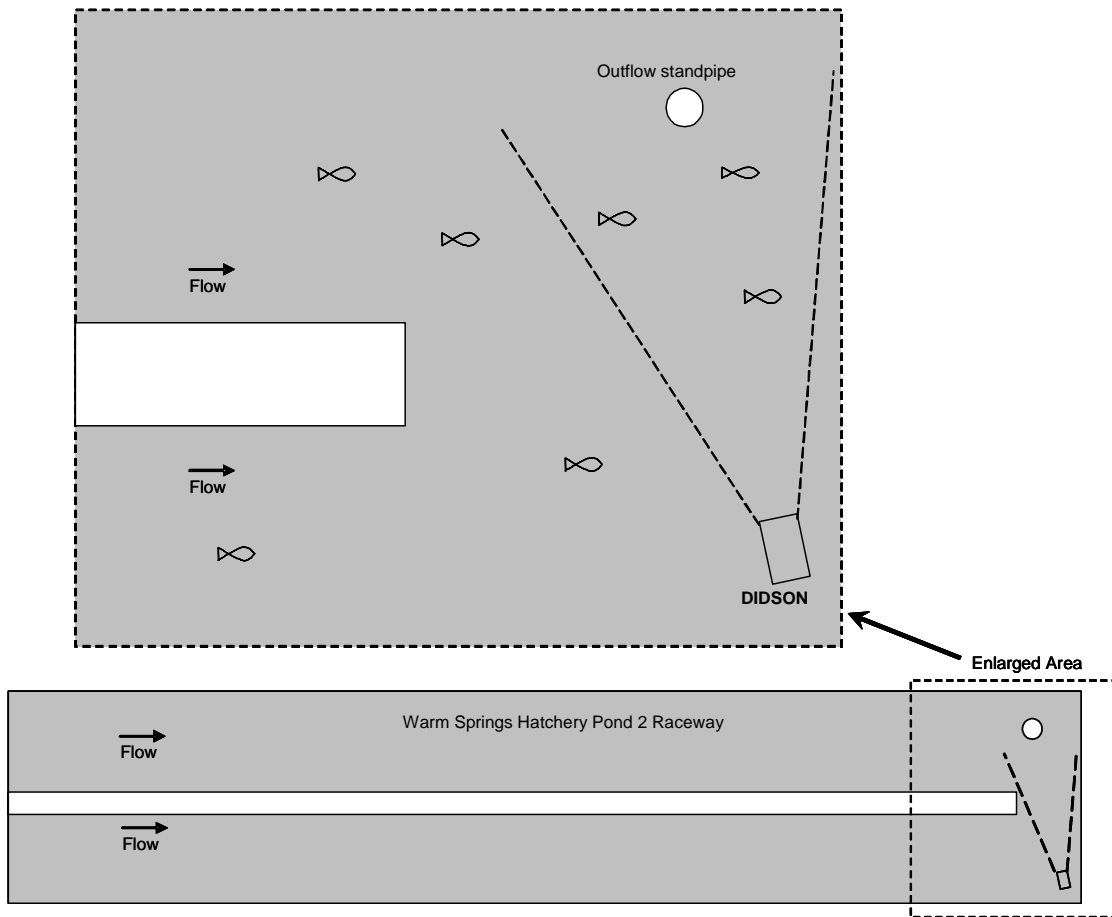 Outflow standpipe
Flow
Flow
DIDSON
Enlarged Area
Warm Springs Hatchery Pond 2 Raceway
Flow
Flow